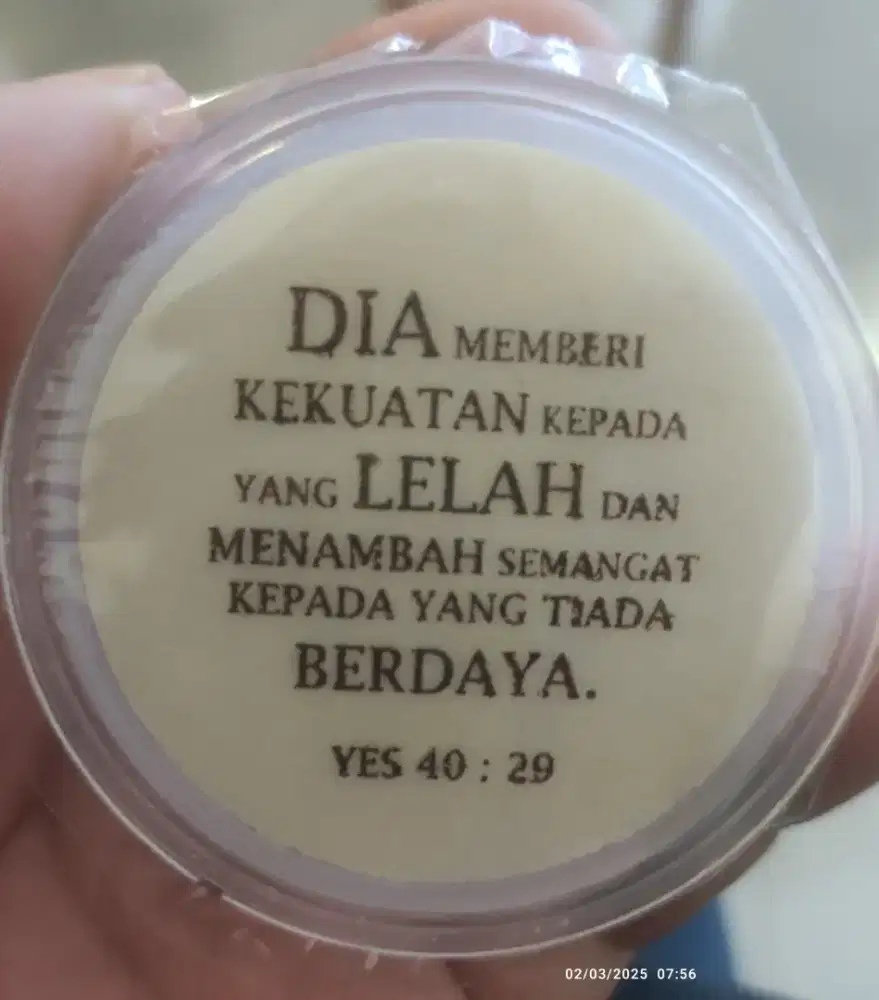 DIA MEMBERI
KEKUATAN KEPADA
YANG LELAH DAN
MENAMBAH SEMANGAT
KEPADA YANG TIADA
BERDAYA.
YES 40 : 29
02/03/2025 07:56